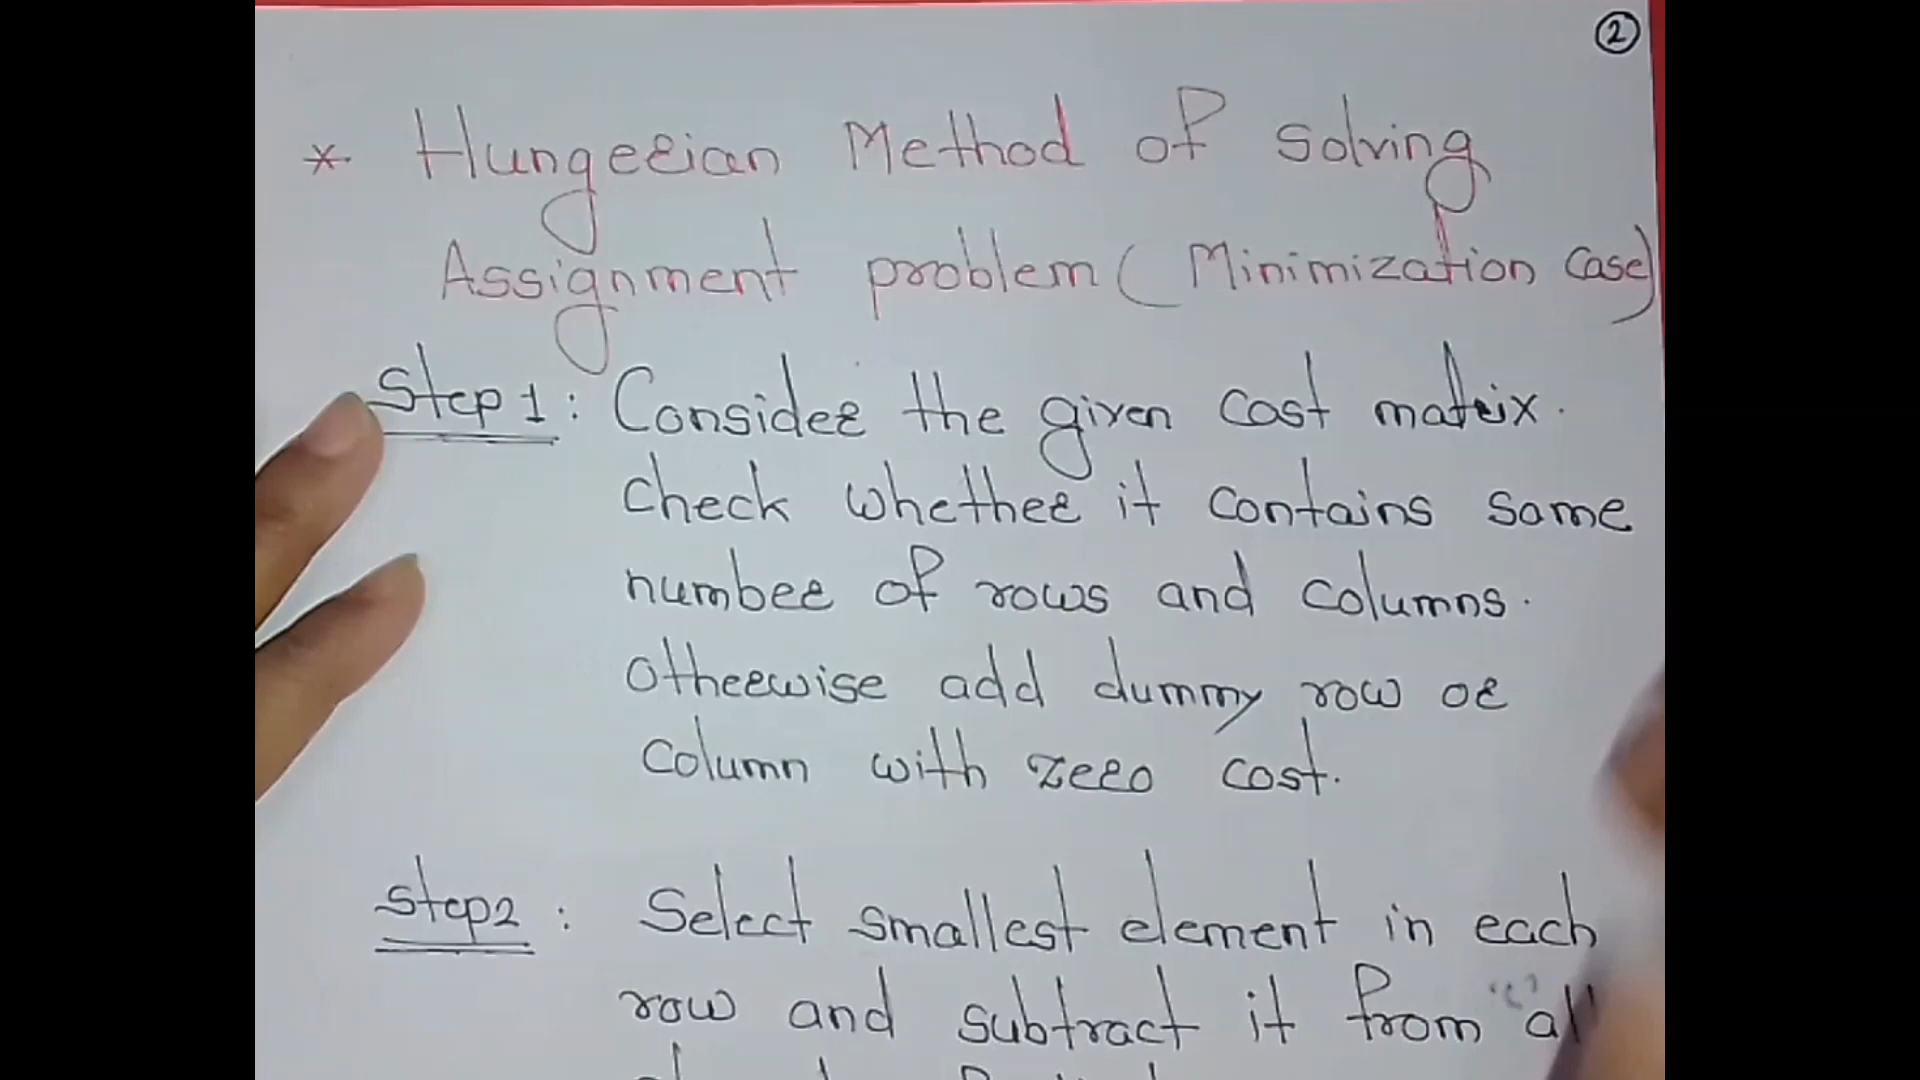 2
* Hungerian Method of solving
Assignment problem ( Minimization case)
Step 1 : Consider the given cost matrix.
check whether it contains same
number of rows and columns.
otherwise add dummy row or
column with zero cost.
Step 2 : Select smallest element in each
row and subtract it from